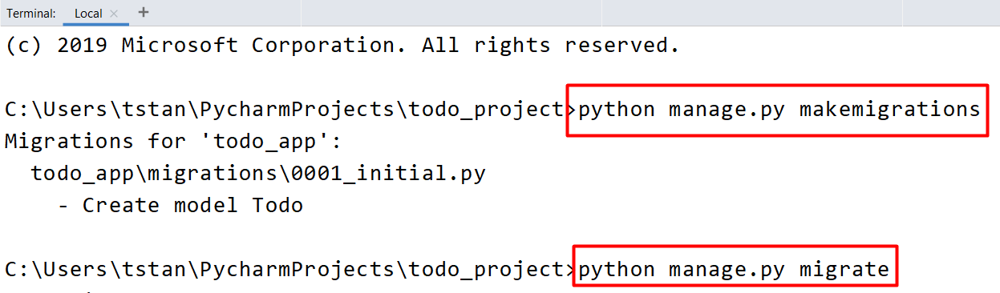 Terminal: Local × +
(c) 2019 Microsoft Corporation. All rights reserved.
C:\Users\tstan\PycharmProjects\todo_project>python manage.py makemigrations
Migrations for 'todo_app':
  todo_app\migrations\0001_initial.py
    - Create model Todo
C:\Users\tstan\PycharmProjects\todo_project>python manage.py migrate